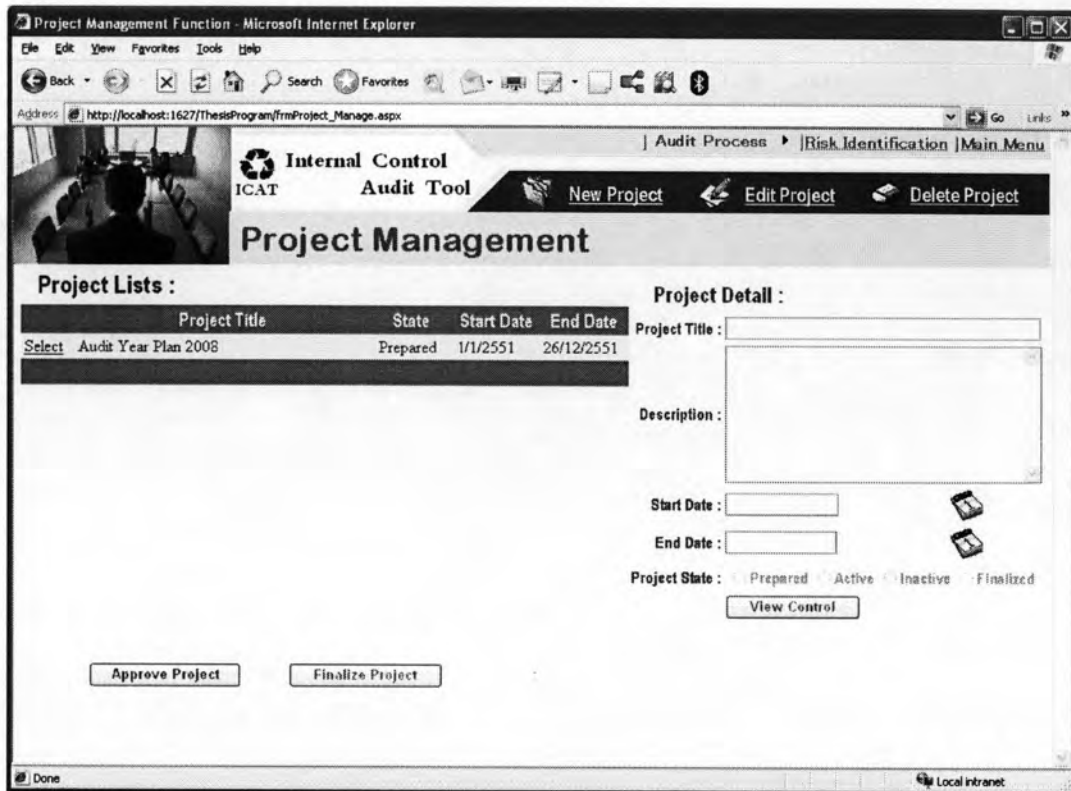 Project Management Function - Microsoft Internet Explorer
File Edit View Favorites Tools Help
Back Search Favorites
Address http://localhost:1627/ThesisProgram/frmProject_Manage.aspx Go Links »
| Audit Process |Risk Identification |Main Menu
Internal Control
ICAT Audit Tool
New Project Edit Project Delete Project
Project Management
Project Lists :
Project Title State Start Date End Date
Select Audit Year Plan 2008 Prepared 1/1/2551 26/12/2551
Project Detail :
Project Title :
Description :
Start Date :
End Date :
Project State : Prepared Active Inactive Finalized
View Control
Approve Project Finalize Project
Done Local intranet